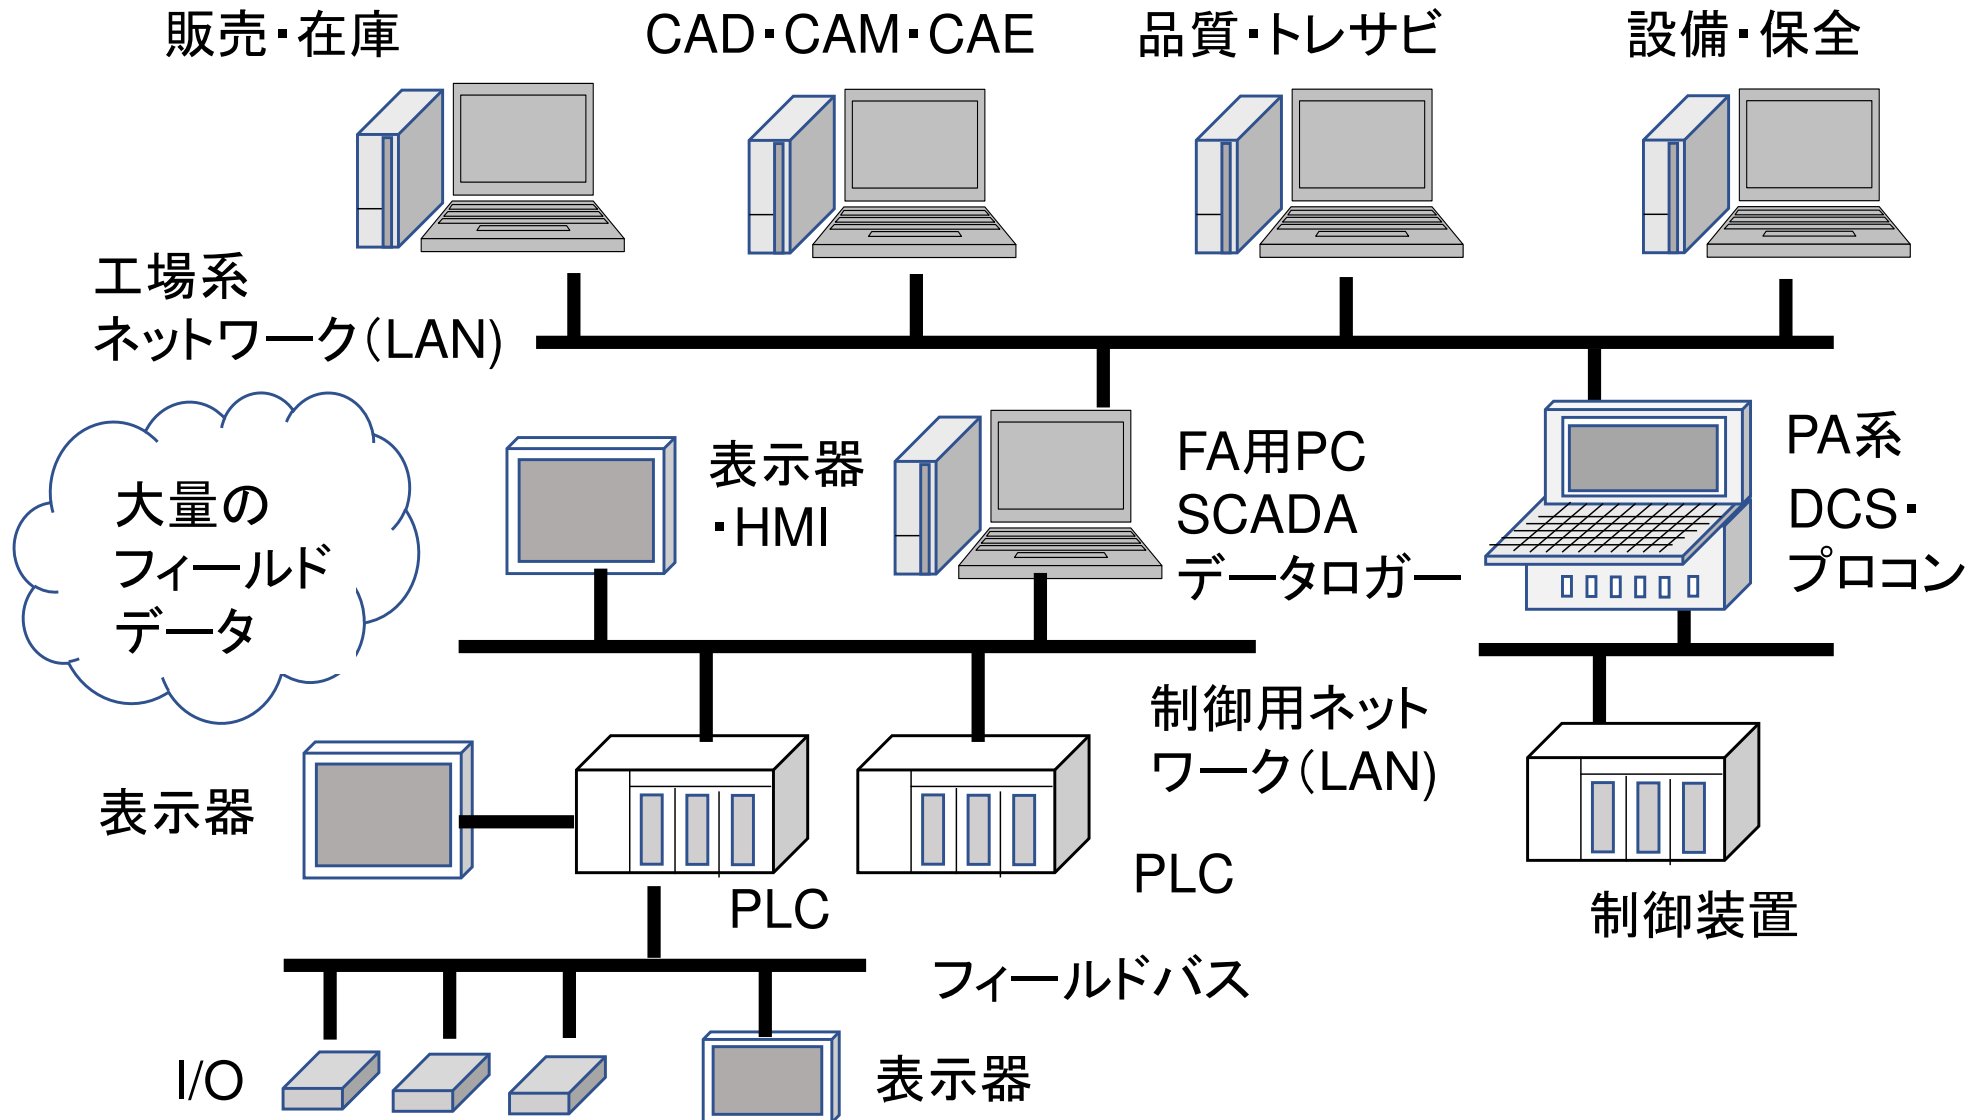 販売・在庫
CAD・CAM・CAE
品質・トレサビ
設備・保全
工場系
ネットワーク(LAN)
大量の
フィールド
データ
表示器
・HMI
FA用PC
SCADA
データロガー
PA系
DCS・
プロコン
制御用ネット
ワーク(LAN)
表示器
PLC
PLC
制御装置
フィールドバス
I/O
表示器